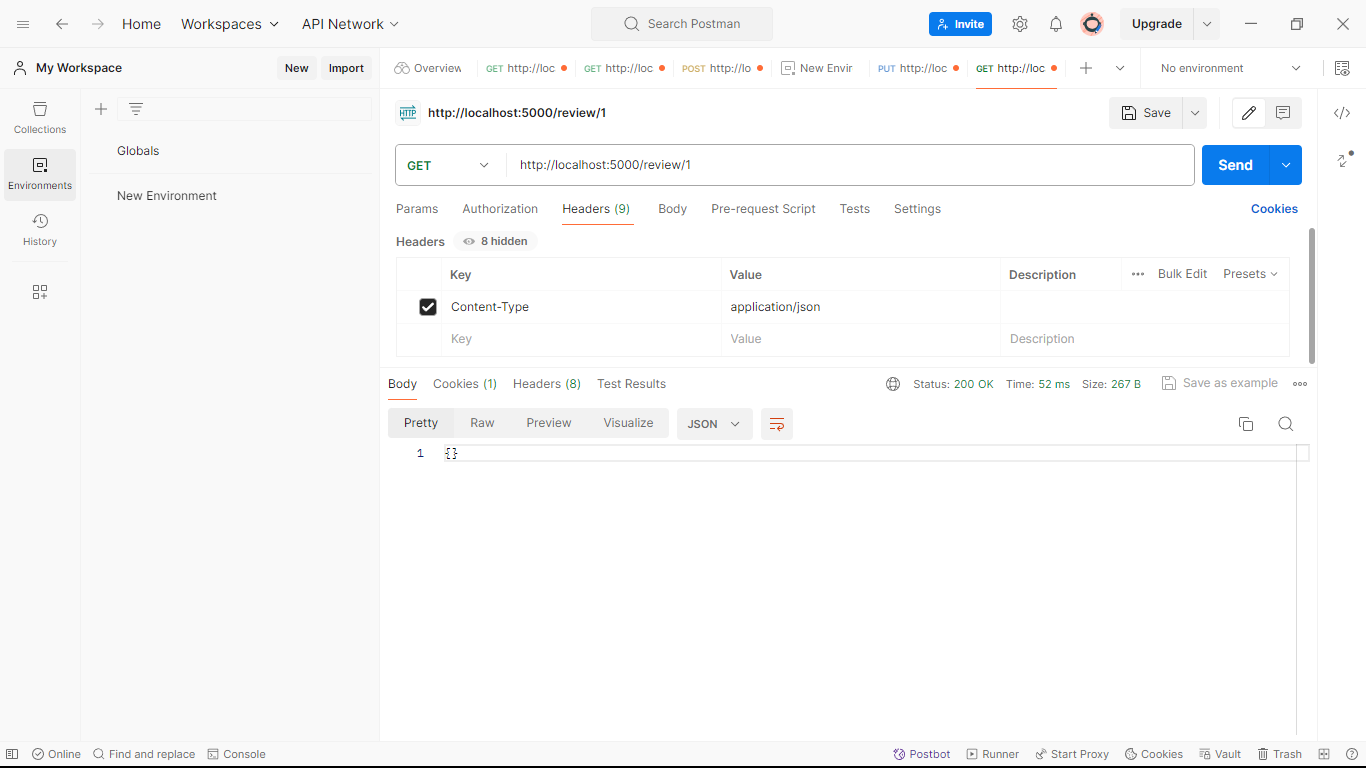 Home Workspaces API Network Search Postman Invite Upgrade
My Workspace New Import Overview GET http://loc GET http://loc POST http://lo New Envir PUT http://loc GET http://loc No environment
Collections
Environments
History
Globals
New Environment
HTTP http://localhost:5000/review/1 Save
GET http://localhost:5000/review/1 Send
Params Authorization Headers (9) Body Pre-request Script Tests Settings Cookies
Headers 8 hidden
Key Value Description Bulk Edit Presets
Content-Type application/json
Key Value Description
Body Cookies (1) Headers (8) Test Results Status: 200 OK Time: 52 ms Size: 267 B Save as example
Pretty Raw Preview Visualize JSON
1 {}
Online Find and replace Console Postbot Runner Start Proxy Cookies Vault Trash